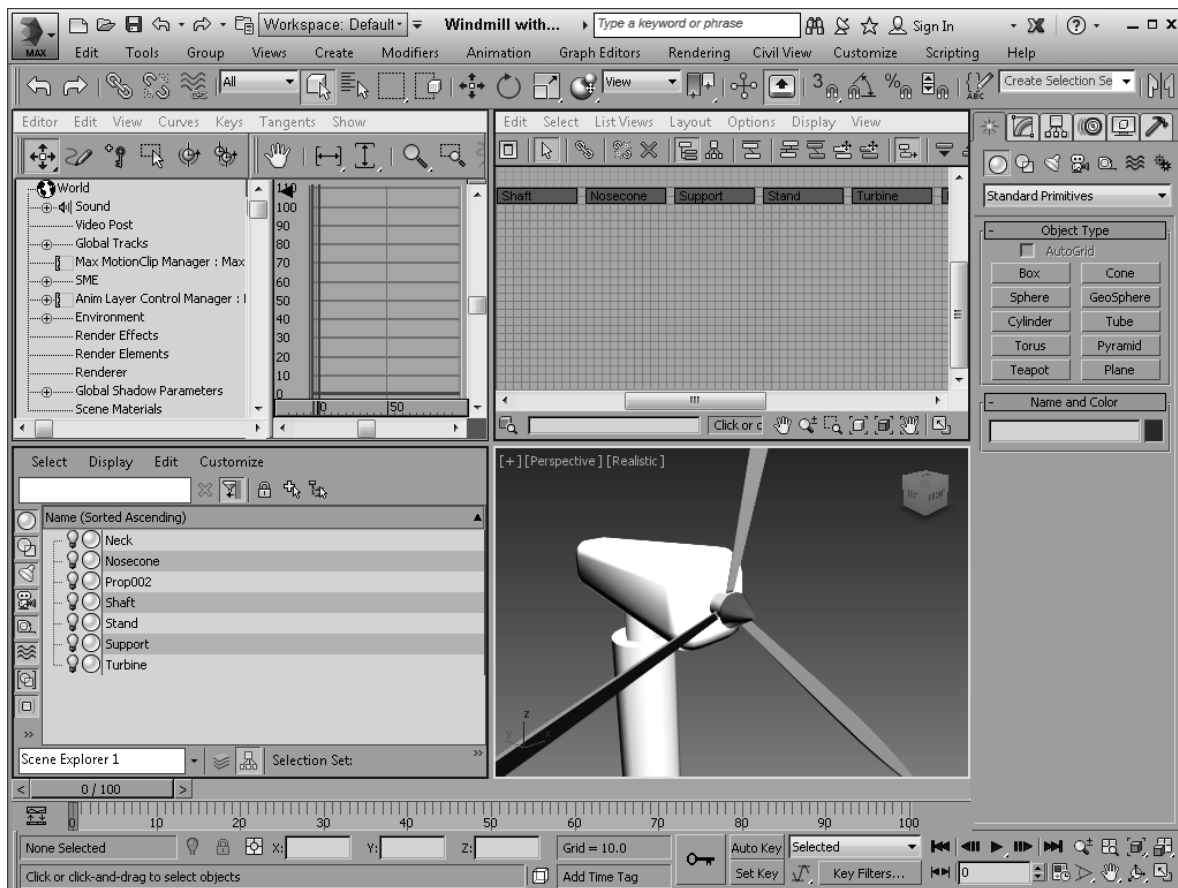 Workspace: Default
Windmill with...
Type a keyword or phrase
Sign In
MAX
Edit Tools Group Views Create Modifiers Animation Graph Editors Rendering Civil View Customize Scripting Help
All
View
3
%
ABC
Create Selection Se
Editor Edit View Curves Keys Tangents Show
World
Sound
Video Post
Global Tracks
Max MotionClip Manager : Max
SME
Anim Layer Control Manager :
Environment
Render Effects
Render Elements
Renderer
Global Shadow Parameters
Scene Materials
110
100
90
80
70
60
50
40
30
20
10
0
0 50
Edit Select List Views Layout Options Display View
Shaft Nosecone Support Stand Turbine
Click or c
Standard Primitives
- Object Type
AutoGrid
Box Cone
Sphere GeoSphere
Cylinder Tube
Torus Pyramid
Teapot Plane
- Name and Color
Select Display Edit Customize
Name (Sorted Ascending)
Neck
Nosecone
Prop002
Shaft
Stand
Support
Turbine
Scene Explorer 1
Selection Set:
[+] [Perspective] [Realistic]
FRONT
z
x
y
< 0 / 100 >
0 10 20 30 40 50 60 70 80 90 100
None Selected
X: Y: Z:
Grid = 10.0
Auto Key Selected
Click or click-and-drag to select objects
Add Time Tag
Set Key Key Filters...
0